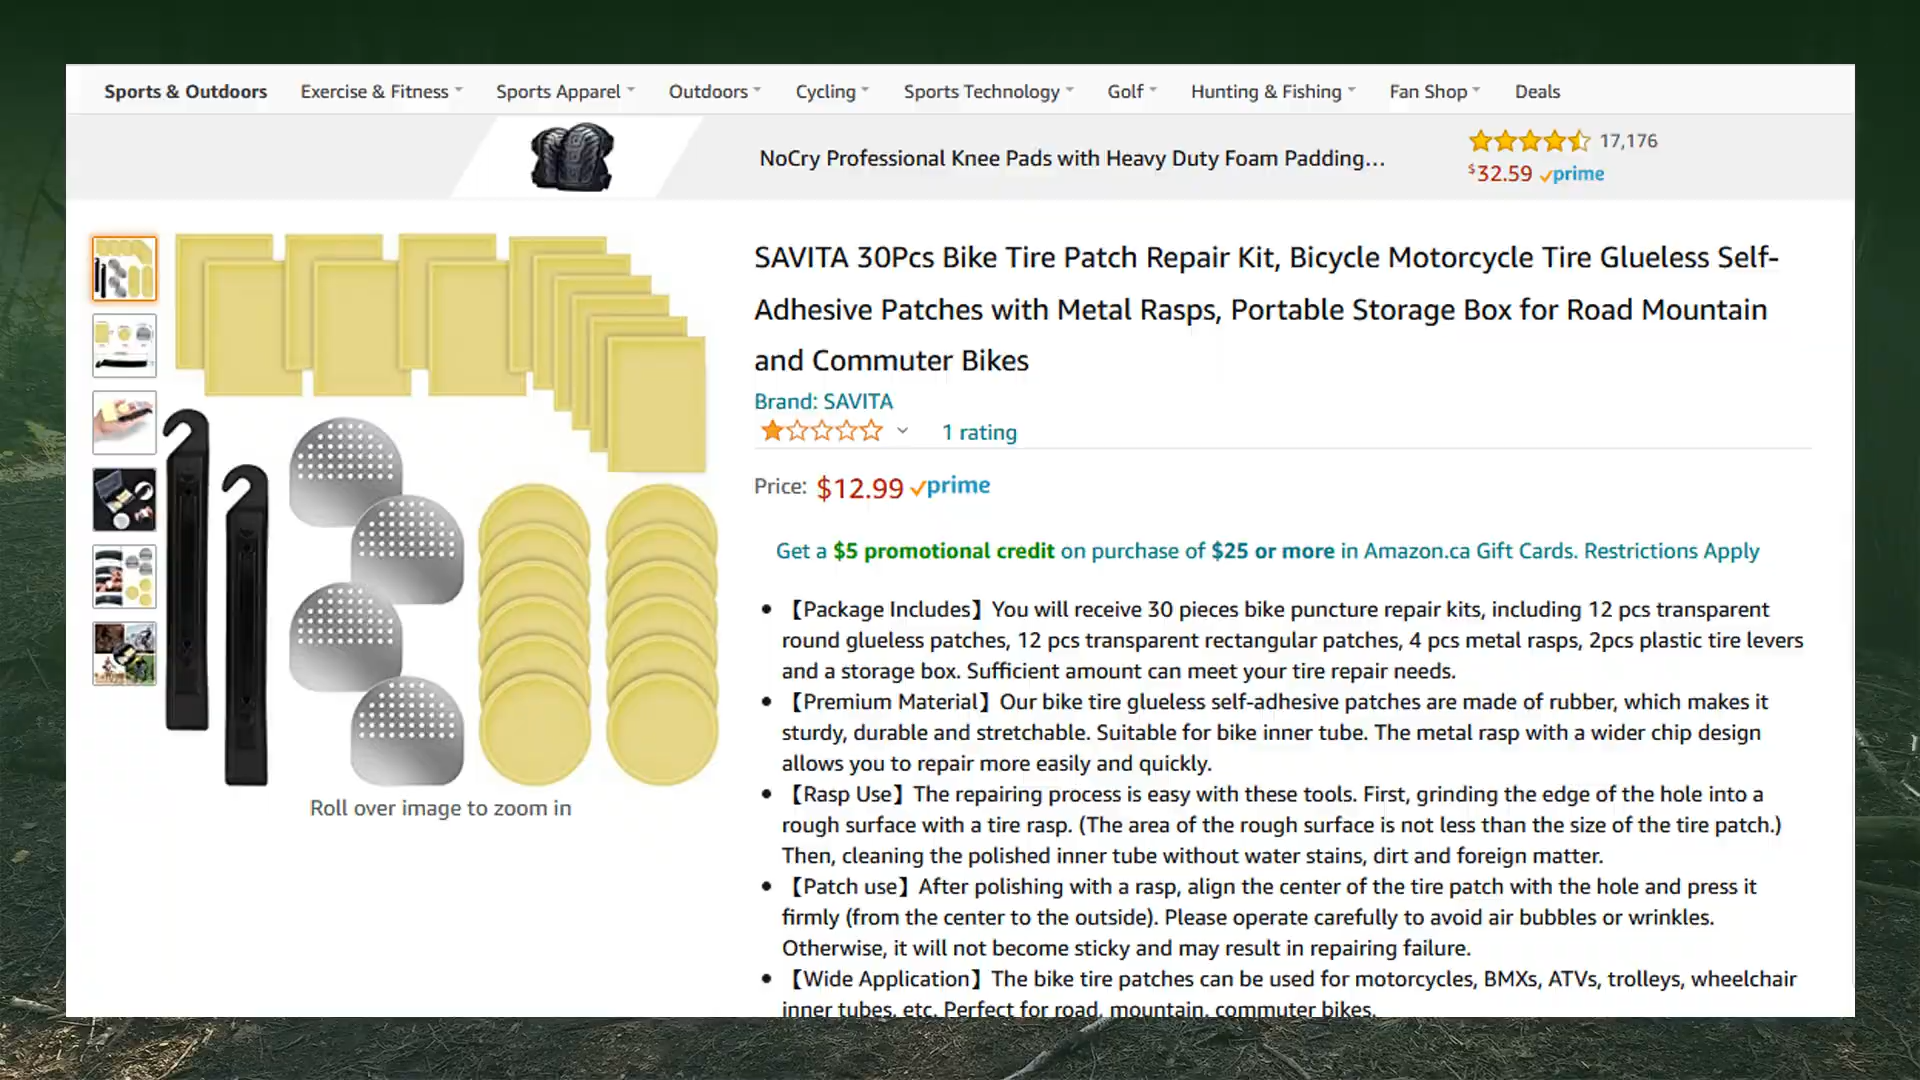 Sports & Outdoors Exercise & Fitness Sports Apparel Outdoors Cycling Sports Technology Golf Hunting & Fishing Fan Shop Deals
NoCry Professional Knee Pads with Heavy Duty Foam Padding...
17,176
$32.59 prime
SAVITA 30Pcs Bike Tire Patch Repair Kit, Bicycle Motorcycle Tire Glueless Self-
Adhesive Patches with Metal Rasps, Portable Storage Box for Road Mountain
and Commuter Bikes
Brand: SAVITA
1 rating
Price: $12.99 prime
Get a $5 promotional credit on purchase of $25 or more in Amazon.ca Gift Cards. Restrictions Apply
• 【Package Includes】You will receive 30 pieces bike puncture repair kits, including 12 pcs transparent
round glueless patches, 12 pcs transparent rectangular patches, 4 pcs metal rasps, 2pcs plastic tire levers
and a storage box. Sufficient amount can meet your tire repair needs.
• 【Premium Material】Our bike tire glueless self-adhesive patches are made of rubber, which makes it
sturdy, durable and stretchable. Suitable for bike inner tube. The metal rasp with a wider chip design
allows you to repair more easily and quickly.
• 【Rasp Use】The repairing process is easy with these tools. First, grinding the edge of the hole into a
rough surface with a tire rasp. (The area of the rough surface is not less than the size of the tire patch.)
Then, cleaning the polished inner tube without water stains, dirt and foreign matter.
• 【Patch use】After polishing with a rasp, align the center of the tire patch with the hole and press it
firmly (from the center to the outside). Please operate carefully to avoid air bubbles or wrinkles.
Otherwise, it will not become sticky and may result in repairing failure.
• 【Wide Application】The bike tire patches can be used for motorcycles, BMXs, ATVs, trolleys, wheelchair
inner tubes, etc. Perfect for road, mountain, commuter bikes.
Roll over image to zoom in